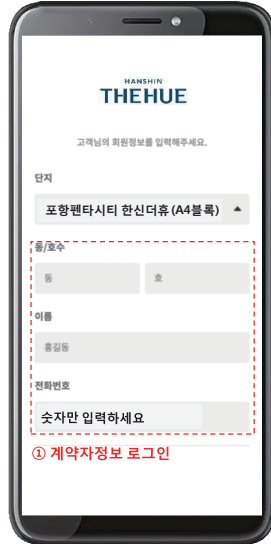 HANSHIN
THEHUE
고객님의 회원정보를 입력해주세요.
단지
포항펜타시티 한신더휴(A4블록)
동/호수
동 호
이름
홍길동
전화번호
숫자만 입력하세요
① 계약자정보 로그인